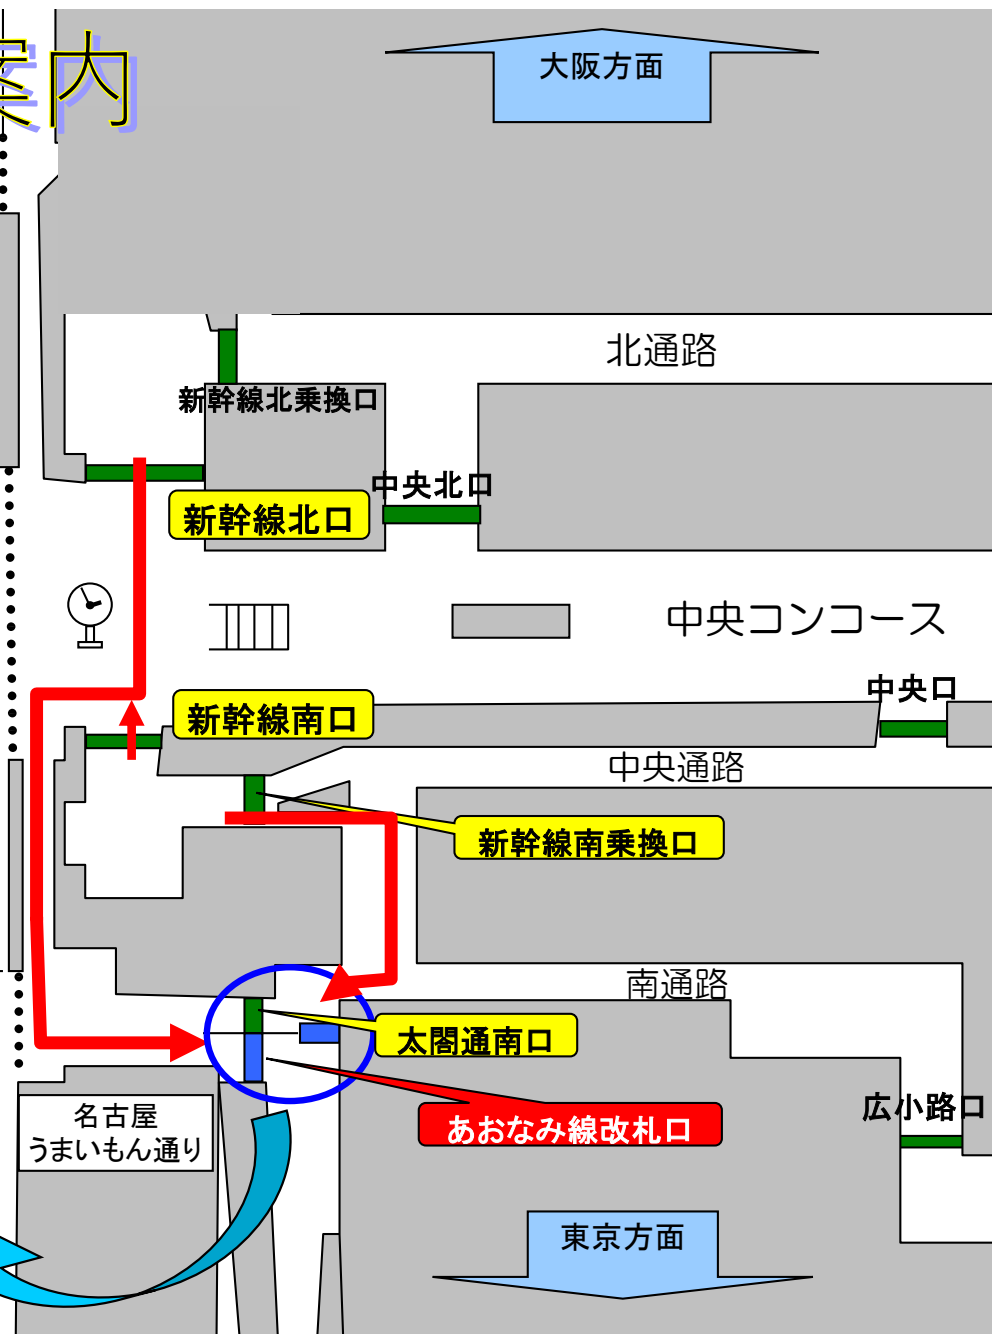 案内
大阪方面
北通路
新幹線北乗換口
中央北口
新幹線北口
中央コンコース
中央口
新幹線南口
中央通路
新幹線南乗換口
南通路
太閤通南口
広小路口
名古屋
うまいもん通り
あおなみ線改札口
東京方面